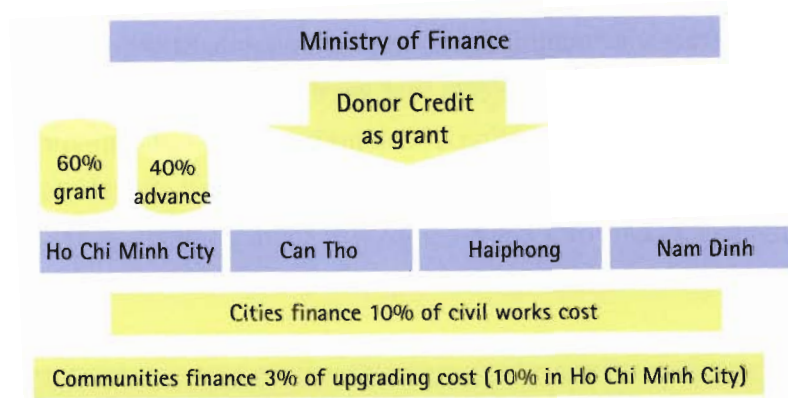 Ministry of Finance
Donor Credit
as grant
60%
grant
40%
advance
Ho Chi Minh City
Can Tho
Haiphong
Nam Dinh
Cities finance 10% of civil works cost
Communities finance 3% of upgrading cost (10% in Ho Chi Minh City)